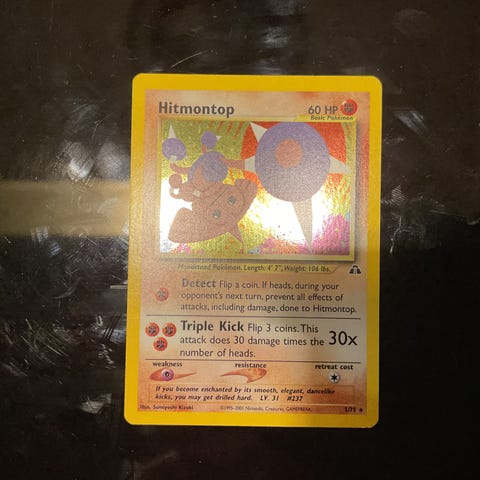 Hitmontop
60 HP
Basic Pokémon
Handstand Pokémon. Length: 4' 7", Weight: 106 lbs.
Detect Flip a coin. If heads, during your
opponent's next turn, prevent all effects of
attacks, including damage, done to Hitmontop.
Triple Kick Flip 3 coins. This
attack does 30 damage times the
number of heads.
30x
weakness
resistance
retreat cost
If you become enchanted by its smooth, elegant, dancelike
kicks, you may get drilled hard. LV. 31 #237
Illus. Sumiyoshi Kizuki
©1995-2001 Nintendo, Creatures, GAMEFREAK.
3/75